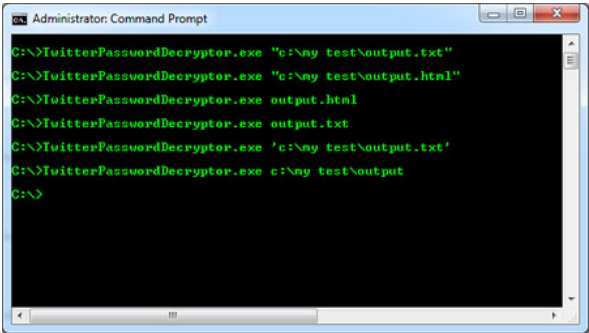 Administrator: Command Prompt
C:\>TwitterPasswordDecryptor.exe "c:\my test\output.txt"
C:\>TwitterPasswordDecryptor.exe "c:\my test\output.html"
C:\>TwitterPasswordDecryptor.exe output.html
C:\>TwitterPasswordDecryptor.exe output.txt
C:\>TwitterPasswordDecryptor.exe 'c:\my test\output.txt'
C:\>TwitterPasswordDecryptor.exe c:\my test\output
C:\>